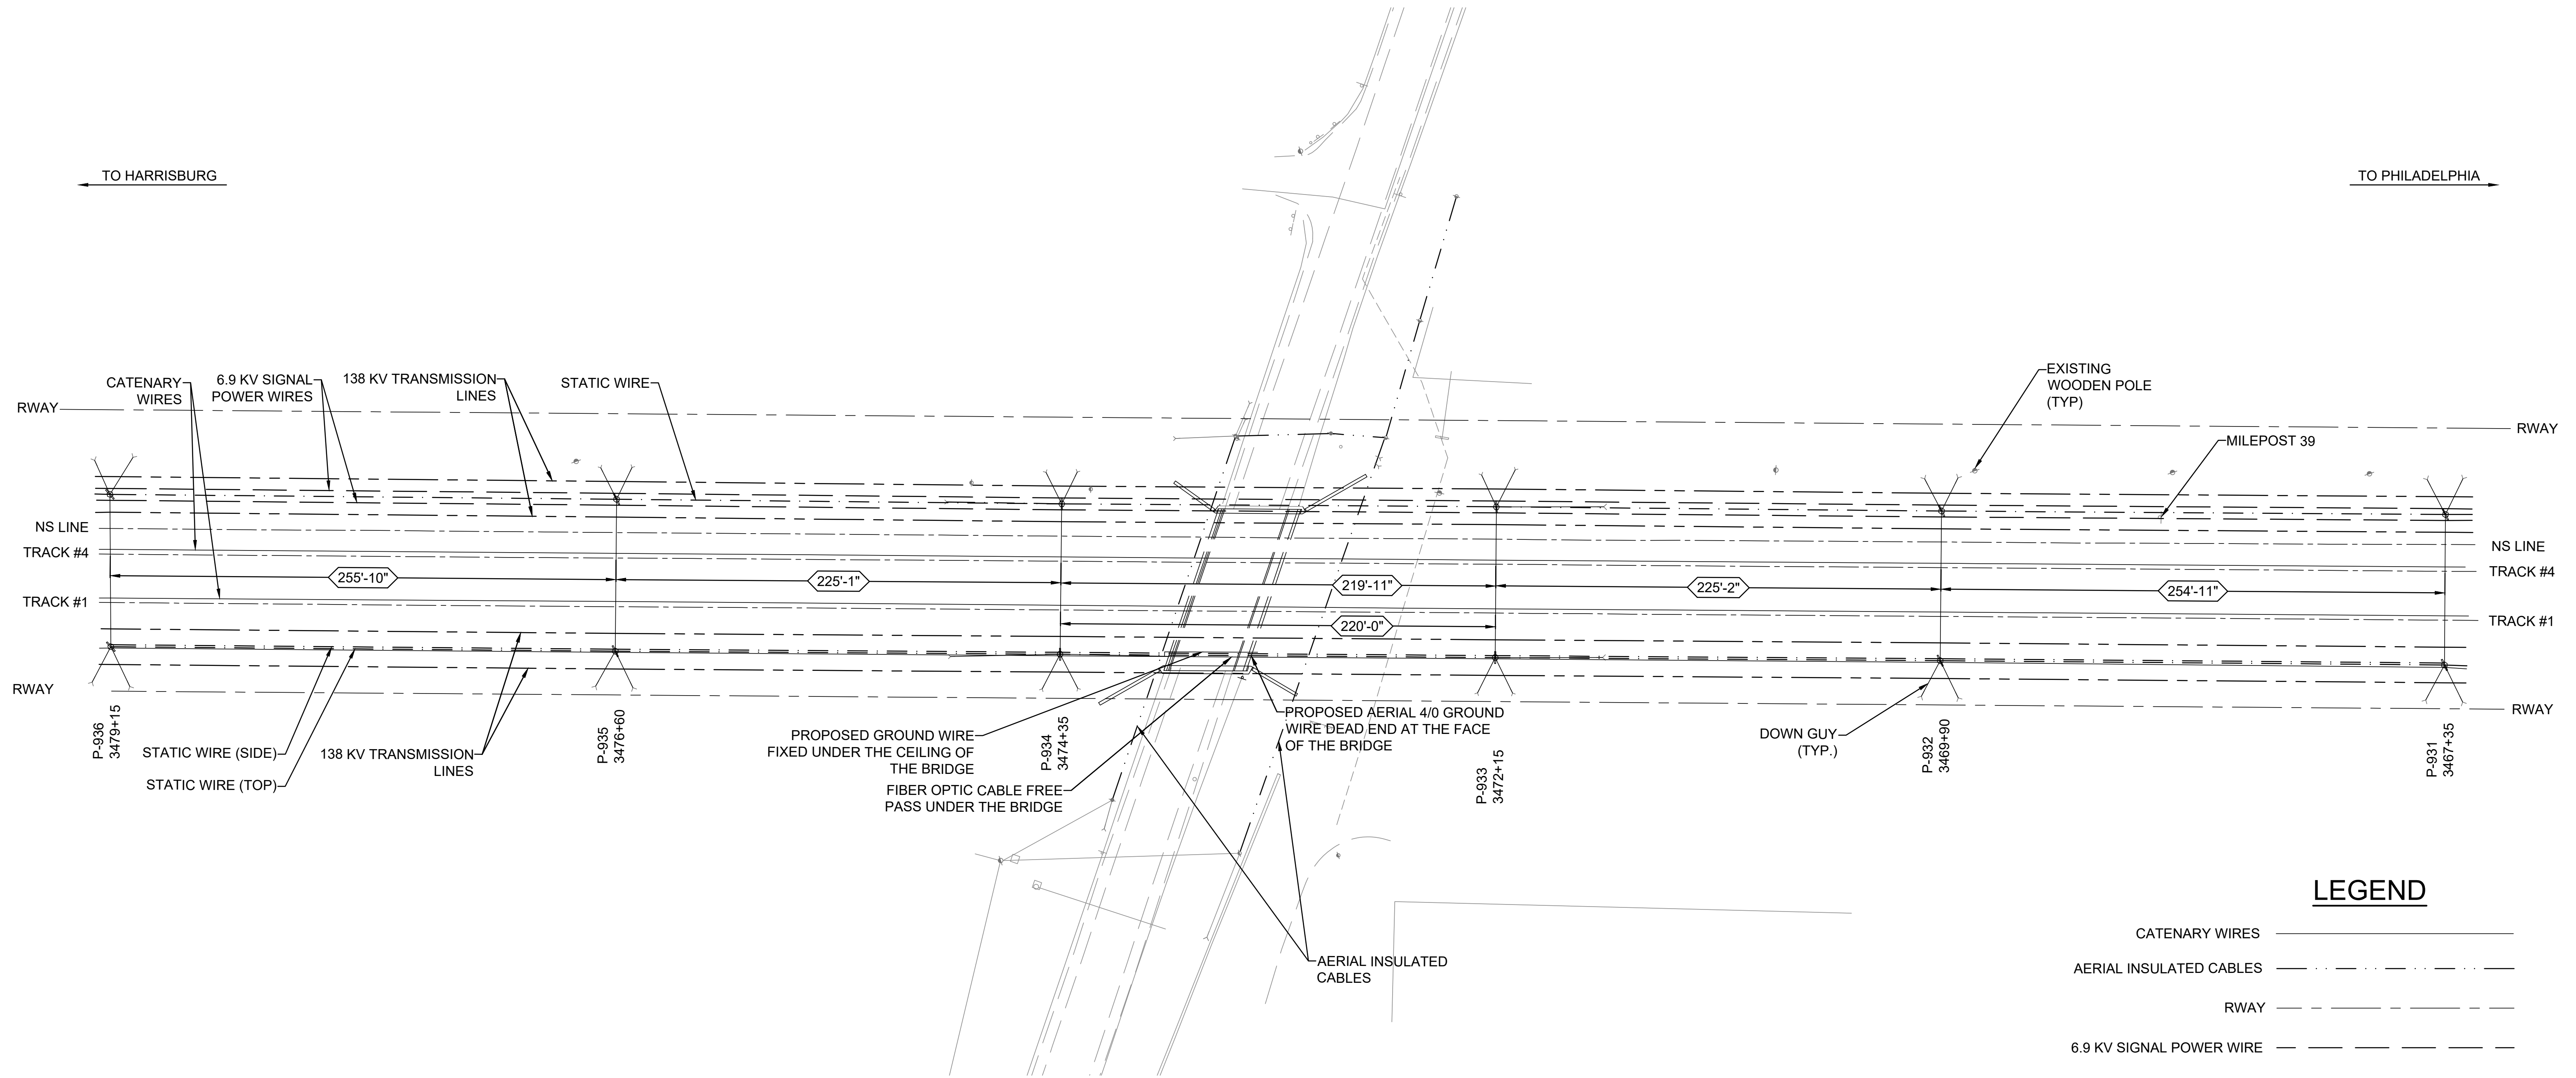 TO HARRISBURG
TO PHILADELPHIA
CATENARY
WIRES
6.9 KV SIGNAL
POWER WIRES
138 KV TRANSMISSION
LINES
STATIC WIRE
EXISTING
WOODEN POLE
(TYP)
MILEPOST 39
RWAY
RWAY
NS LINE
NS LINE
TRACK #4
TRACK #4
255'-10"
225'-1"
219'-11"
225'-2"
254'-11"
TRACK #1
TRACK #1
220'-0"
RWAY
RWAY
P-936
3479+15
P-935
3476+60
P-934
3474+35
P-933
3472+15
P-932
3469+90
P-931
3467+35
STATIC WIRE (SIDE)
STATIC WIRE (TOP)
138 KV TRANSMISSION
LINES
PROPOSED GROUND WIRE
FIXED UNDER THE CEILING OF
THE BRIDGE
FIBER OPTIC CABLE FREE
PASS UNDER THE BRIDGE
PROPOSED AERIAL 4/0 GROUND
WIRE DEAD END AT THE FACE
OF THE BRIDGE
DOWN GUY
(TYP.)
AERIAL INSULATED
CABLES
LEGEND
CATENARY WIRES
AERIAL INSULATED CABLES
RWAY
6.9 KV SIGNAL POWER WIRE